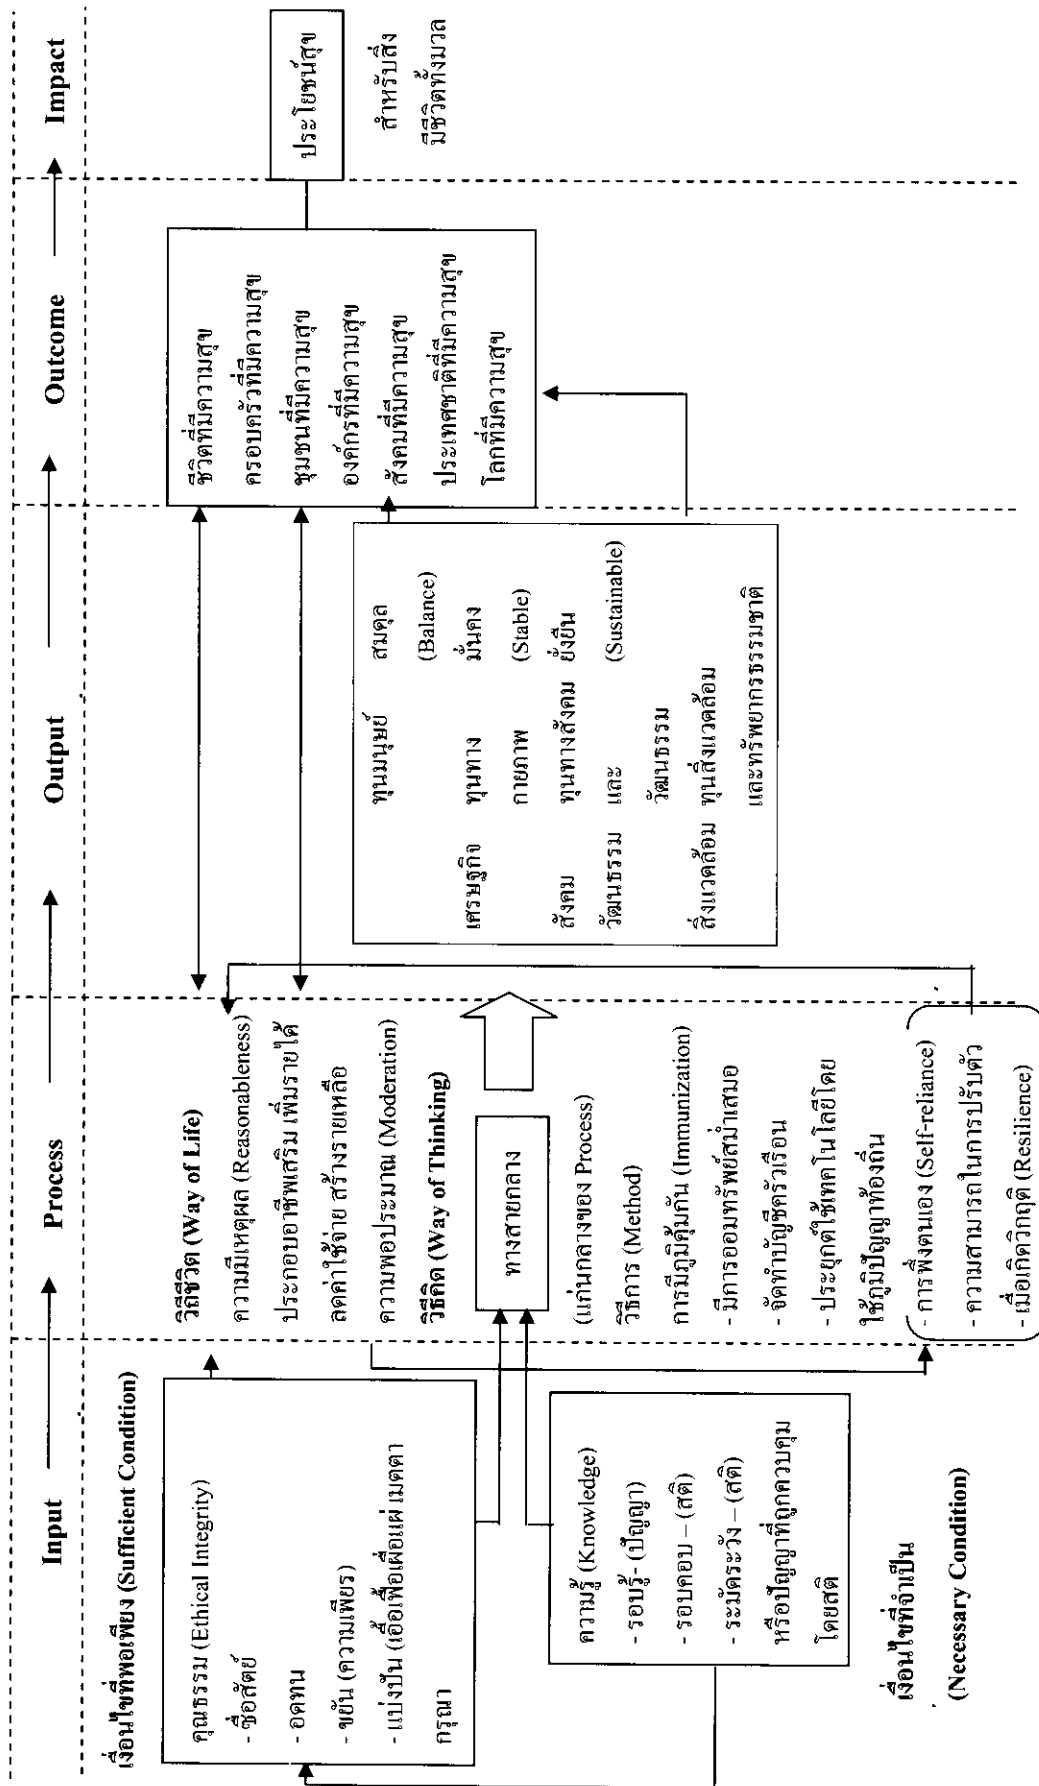 Input
Process
Output
Outcome
Impact
เงื่อนไขที่พอเพียง (Sufficient Condition)
คุณธรรม (Ethical Integrity)
- ซื่อสัตย์
- อดทน
- ขยัน (ความเพียร)
- แบ่งปัน (เอื้อเฟื้อเผื่อแผ่ เมตตา
กรุณา
ความรู้ (Knowledge)
- รอบรู้- (ปัญญา)
- รอบคอบ – (สติ)
- ระมัดระวัง – (สติ)
หรือปัญญาที่ถูกควบคุม
โดยสติ
เงื่อนไขที่จำเป็น
(Necessary Condition)
วิถีชีวิต (Way of Life)
ความมีเหตุผล (Reasonableness)
ประกอบอาชีพเสริม เพิ่มรายได้
ลดค่าใช้จ่าย สร้างรายเหลือ
ความพอประมาณ (Moderation)
วิธีคิด (Way of Thinking)
ทางสายกลาง
(แก่นกลางของ Process)
วิธีการ (Method)
การมีภูมิคุ้มกัน (Immunization)
- มีการออมทรัพย์สม่ำเสมอ
- จัดทำบัญชีครัวเรือน
- ประยุกต์ใช้เทคโนโลยีโดย
ใช้ภูมิปัญญาท้องถิ่น
- การพึ่งตนเอง (Self-reliance)
- ความสามารถในการปรับตัว
- เมื่อเกิดวิกฤติ (Resilience)
ทุนมนุษย์ สมดุล
(Balance)
เศรษฐกิจ ทุนทาง มั่นคง
กายภาพ (Stable)
สังคม ทุนทางสังคม ยั่งยืน
วัฒนธรรม และ (Sustainable)
วัฒนธรรม
สิ่งแวดล้อม ทุนสิ่งแวดล้อม
และทรัพยากรธรรมชาติ
ชีวิตที่มีความสุข
ครอบครัวที่มีความสุข
ชุมชนที่มีความสุข
องค์กรที่มีความสุข
สังคมที่มีความสุข
ประเทศชาติที่มีความสุข
โลกที่มีความสุข
ประโยชน์สุข
สำหรับสิ่ง
มีชีวิตทั้งมวล